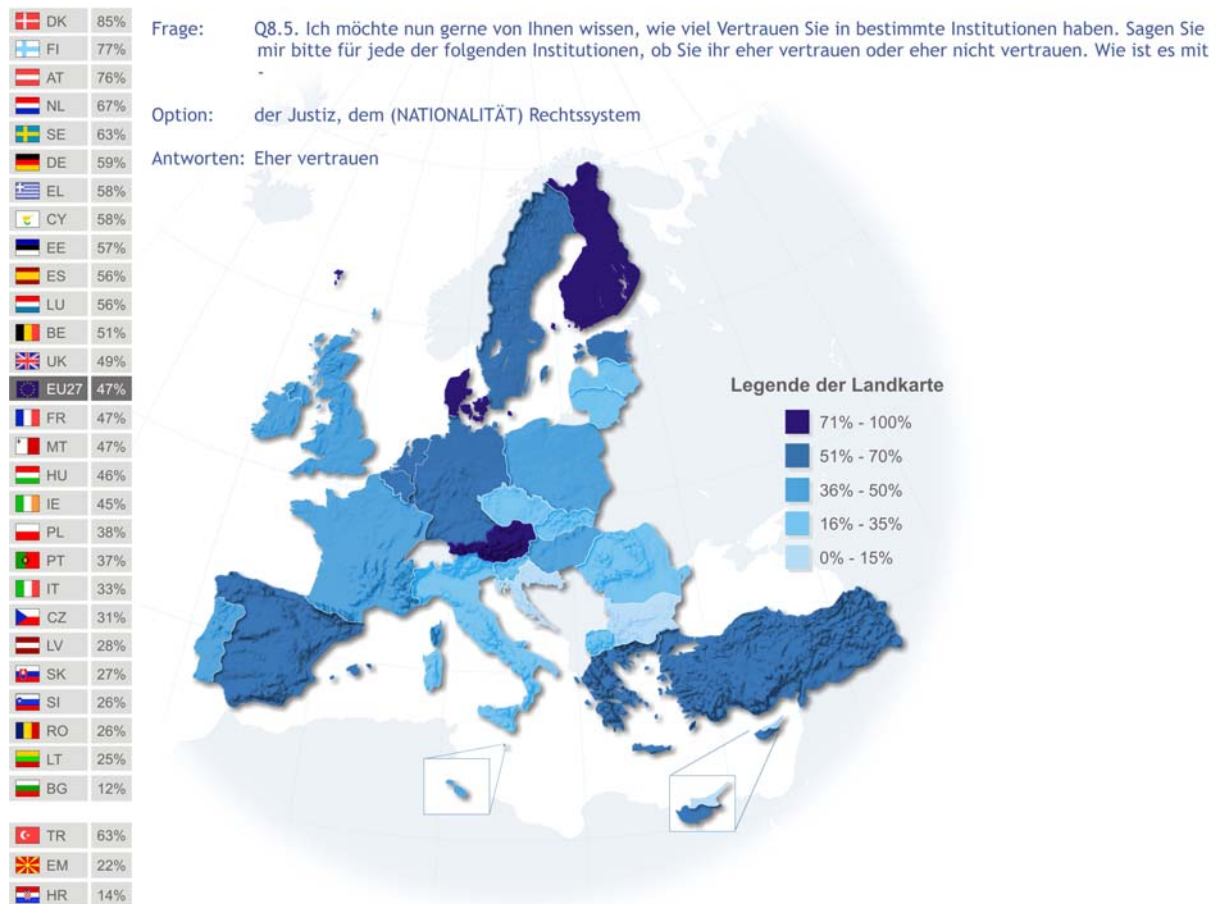 Frage: Q8.5. Ich möchte nun gerne von Ihnen wissen, wie viel Vertrauen Sie in bestimmte Institutionen haben. Sagen Sie
mir bitte für jede der folgenden Institutionen, ob Sie ihr eher vertrauen oder eher nicht vertrauen. Wie ist es mit
-
Option: der Justiz, dem (NATIONALITÄT) Rechtssystem
Antworten: Eher vertrauen
DK 85%
FI 77%
AT 76%
NL 67%
SE 63%
DE 59%
EL 58%
CY 58%
EE 57%
ES 56%
LU 56%
BE 51%
UK 49%
EU27 47%
FR 47%
MT 47%
HU 46%
IE 45%
PL 38%
PT 37%
IT 33%
CZ 31%
LV 28%
SK 27%
SI 26%
RO 26%
LT 25%
BG 12%
TR 63%
EM 22%
HR 14%
Legende der Landkarte
71% - 100%
51% - 70%
36% - 50%
16% - 35%
0% - 15%